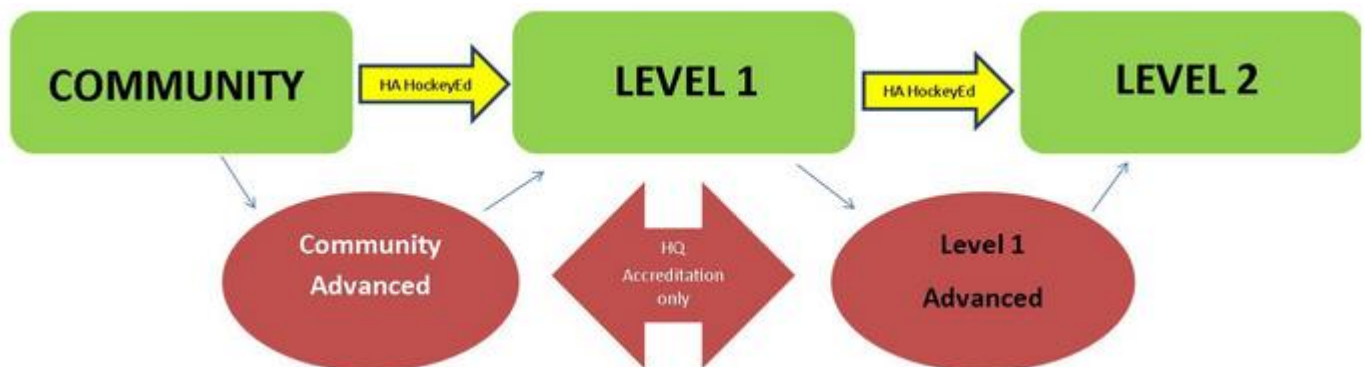 COMMUNITY
HA HockeyEd
LEVEL 1
HA HockeyEd
LEVEL 2
Community
Advanced
HQ
Accreditation
only
Level 1
Advanced